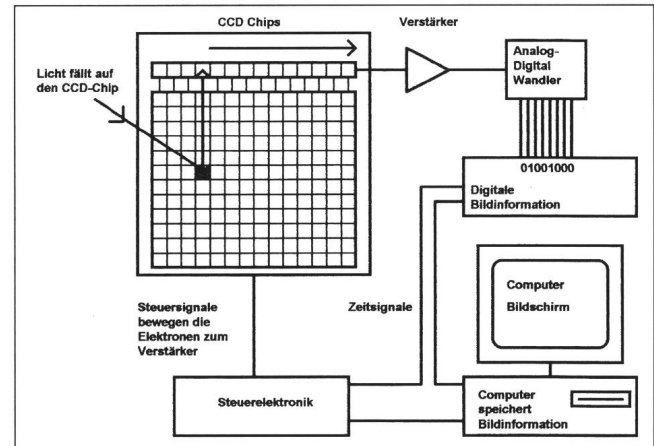 CCD Chips
Verstärker
Analog-
Digital
Wandler
Licht fällt auf
den CCD-Chip
01001000
Digitale
Bildinformation
Computer
Bildschirm
Steuersignale
bewegen die
Elektronen zum
Verstärker
Zeitsignale
Steuerelektronik
Computer
speichert
Bildinformation